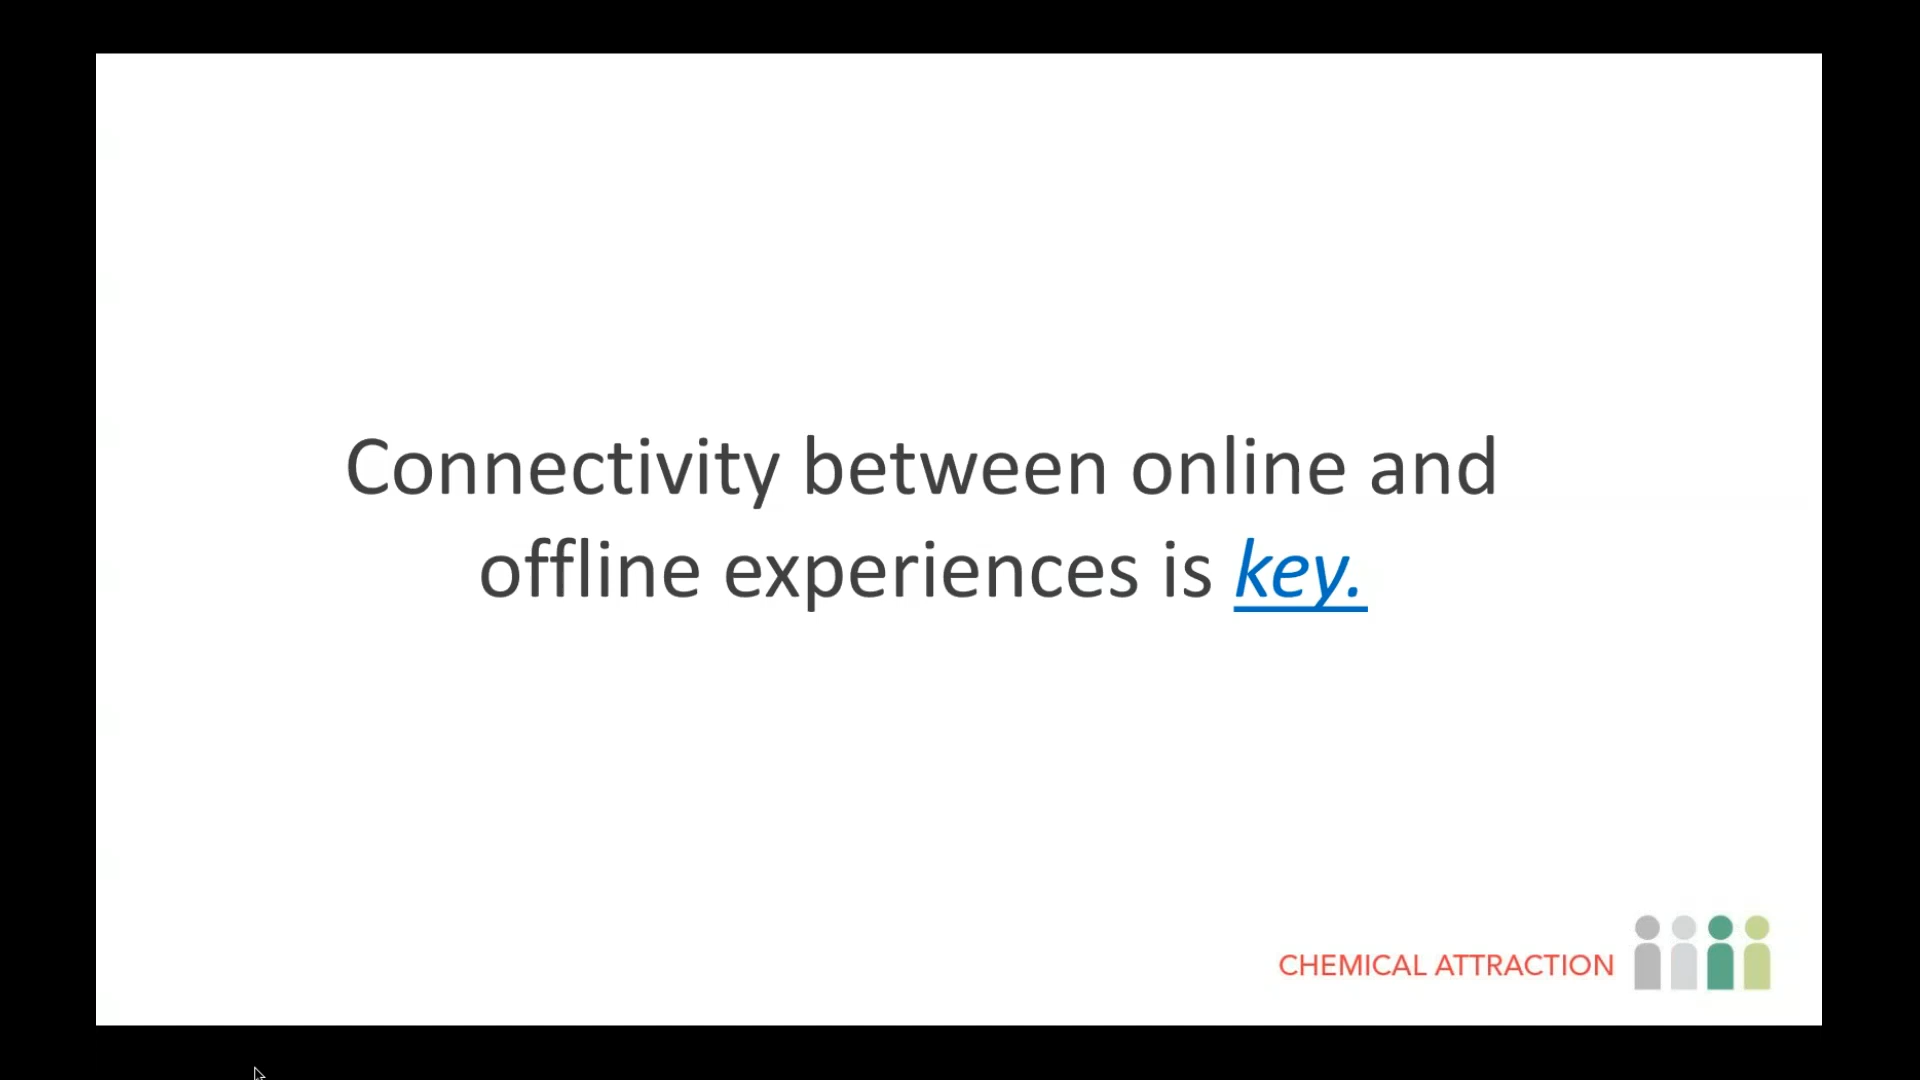 Connectivity between online and
offline experiences is key.
CHEMICAL ATTRACTION